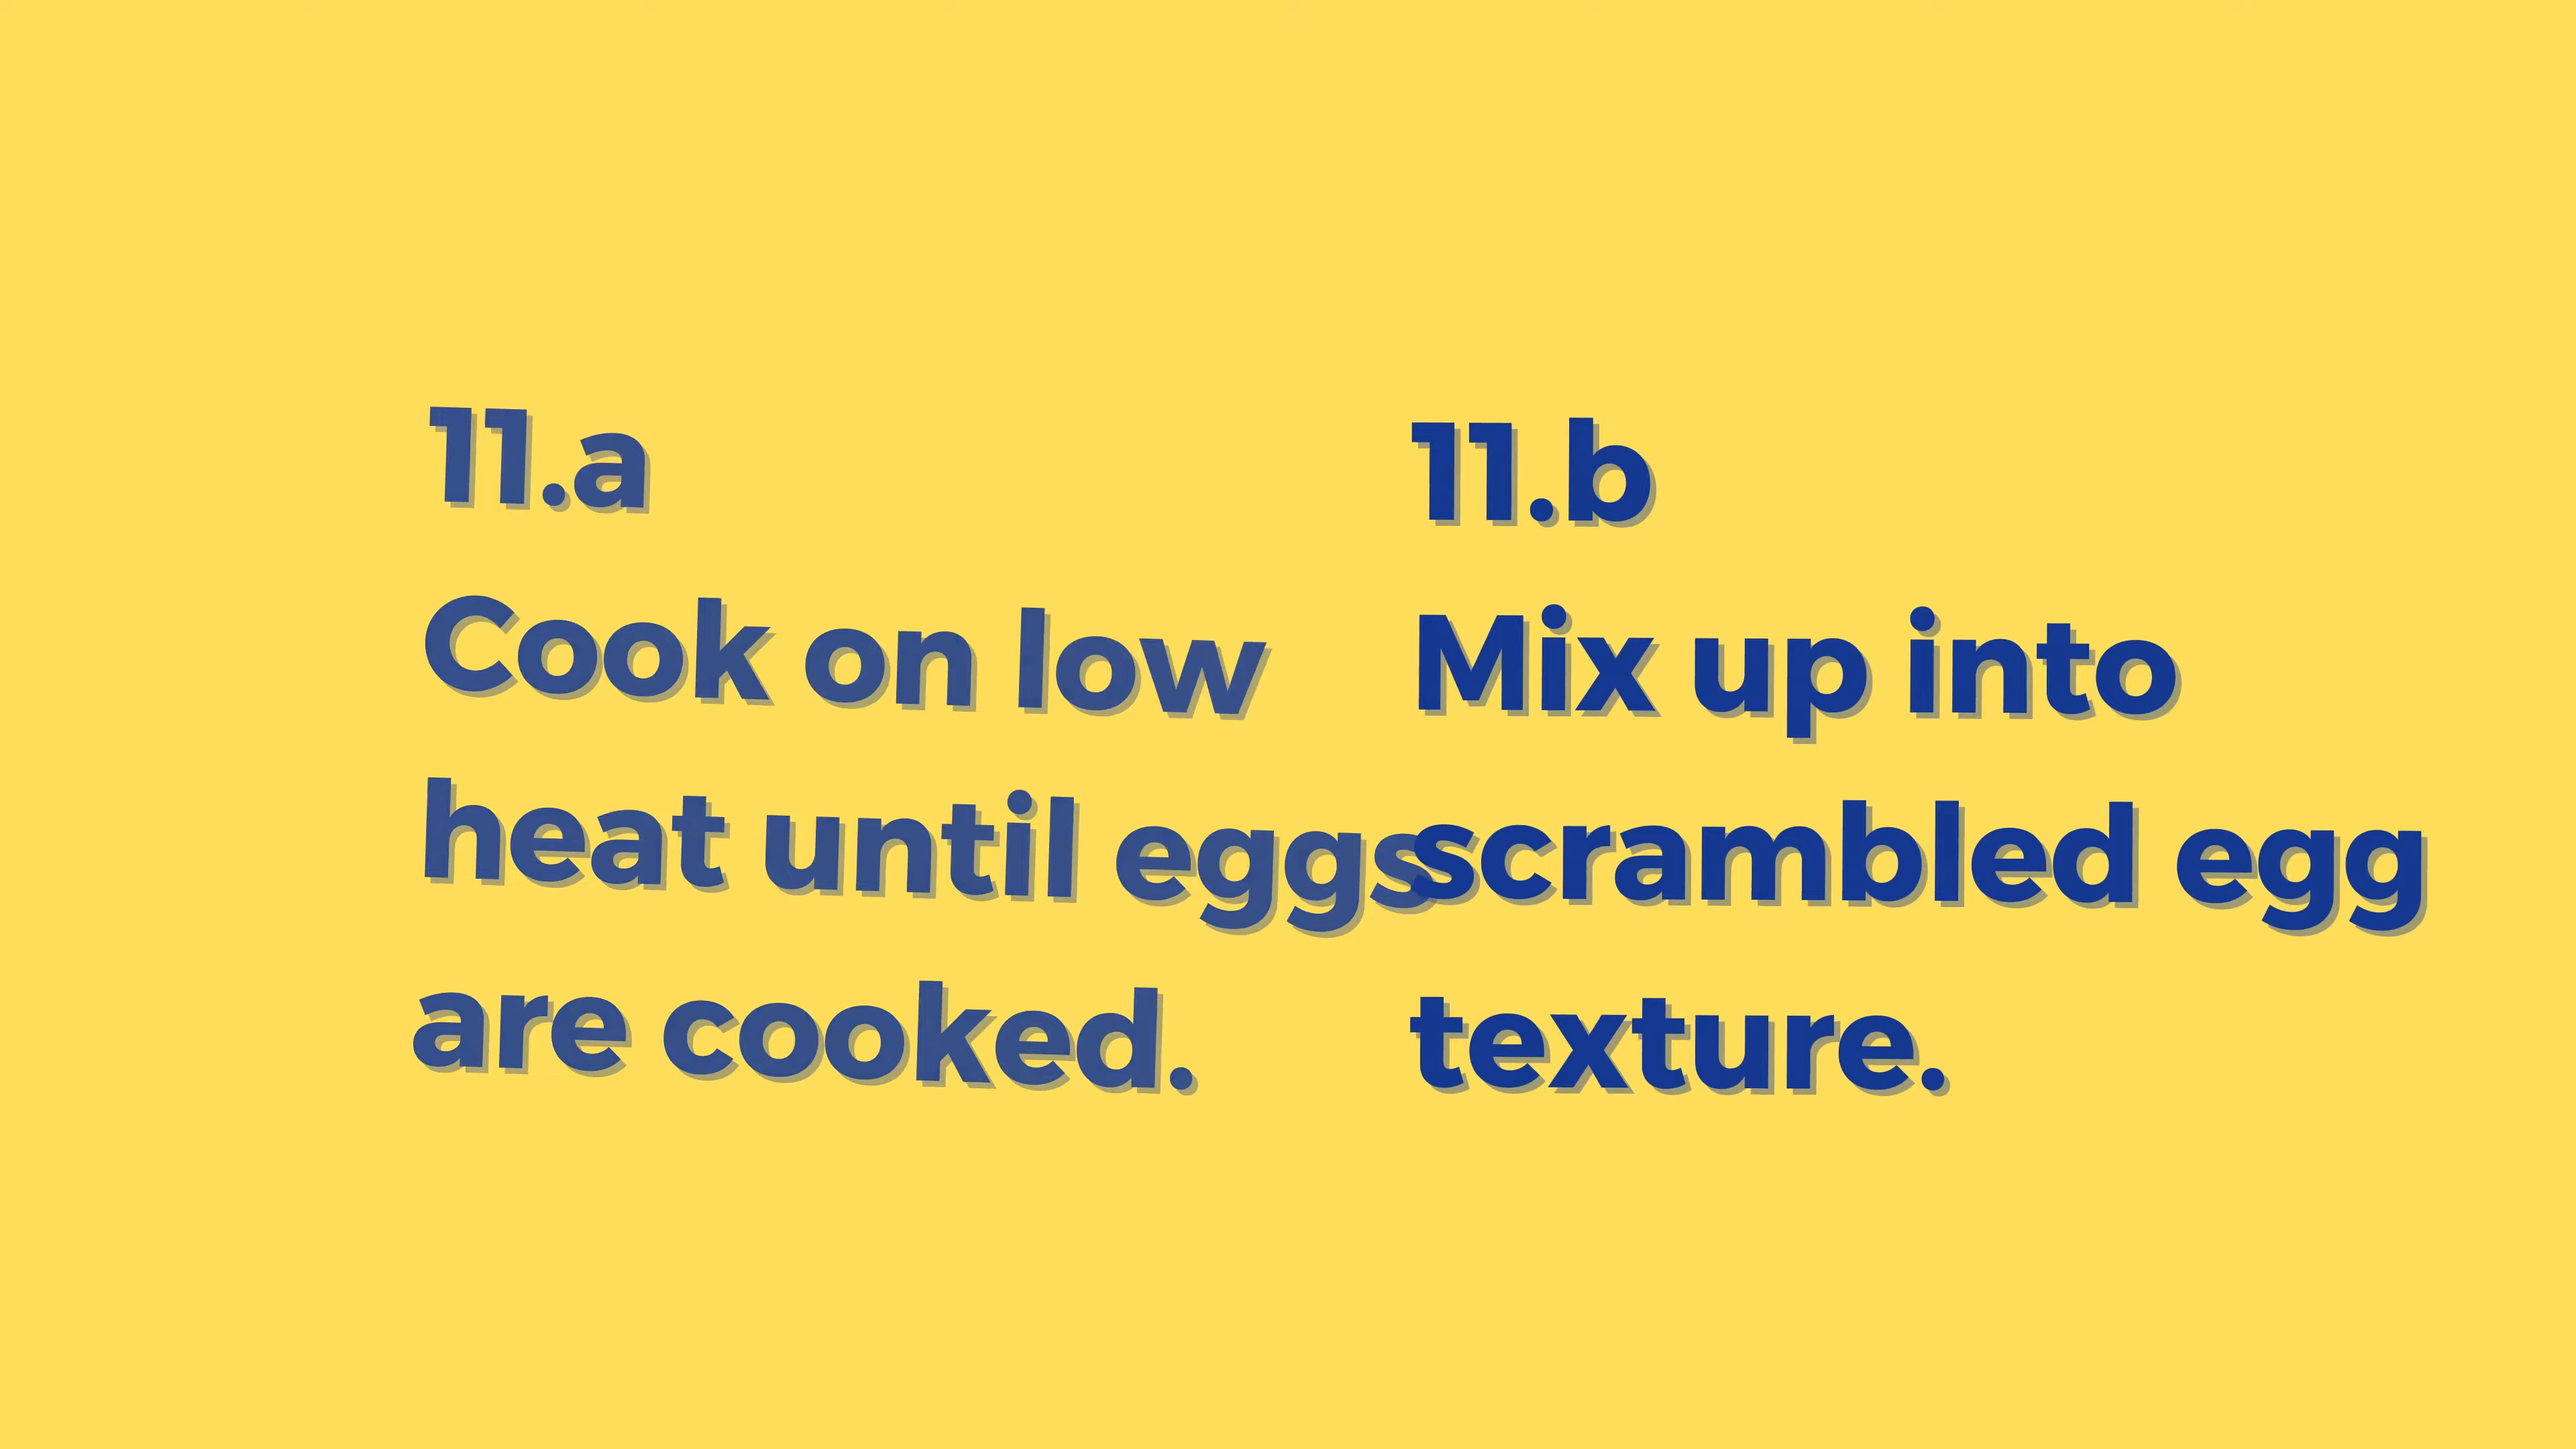 11.a
Cook on low
heat until eggs
are cooked.
11.b
Mix up into
scrambled egg
texture.